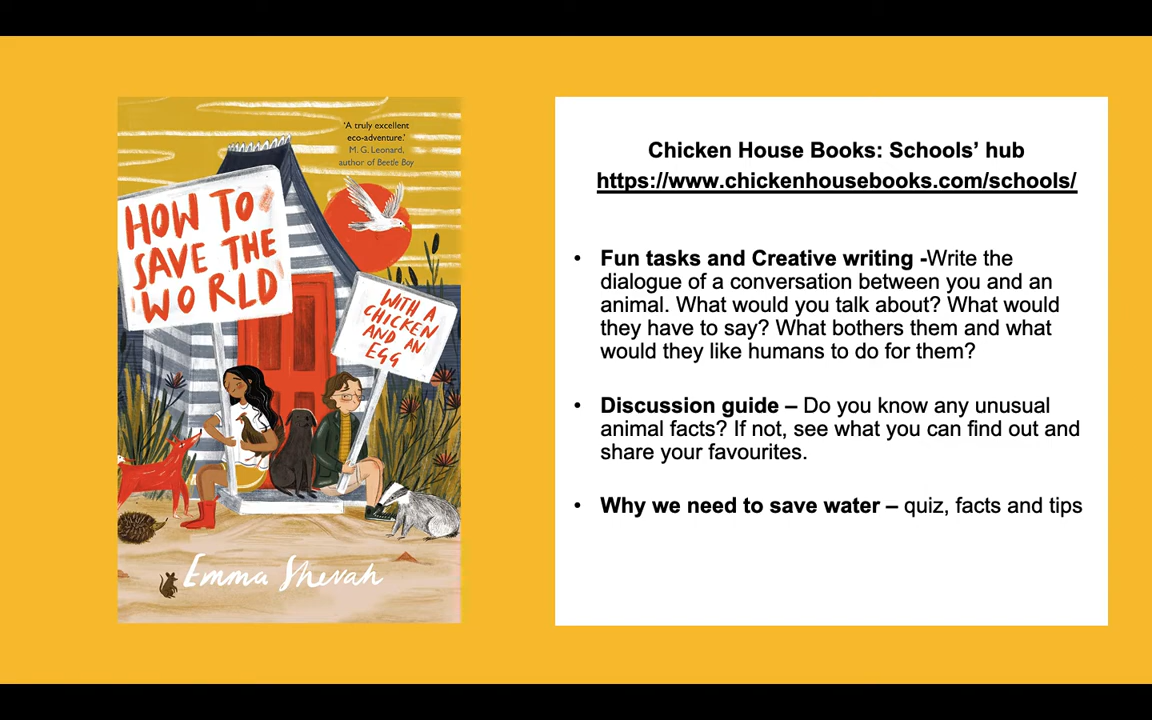 'A truly excellent
eco-adventure.'
M. G. Leonard,
author of Beetle Boy
HOW TO
SAVE THE
WORLD
WITH A
CHICKEN
AND AN
EGG
Emma Shevah
Chicken House Books: Schools’ hub
https://www.chickenhousebooks.com/schools/
• Fun tasks and Creative writing -Write the
dialogue of a conversation between you and an
animal. What would you talk about? What would
they have to say? What bothers them and what
would they like humans to do for them?
• Discussion guide – Do you know any unusual
animal facts? If not, see what you can find out and
share your favourites.
• Why we need to save water – quiz, facts and tips